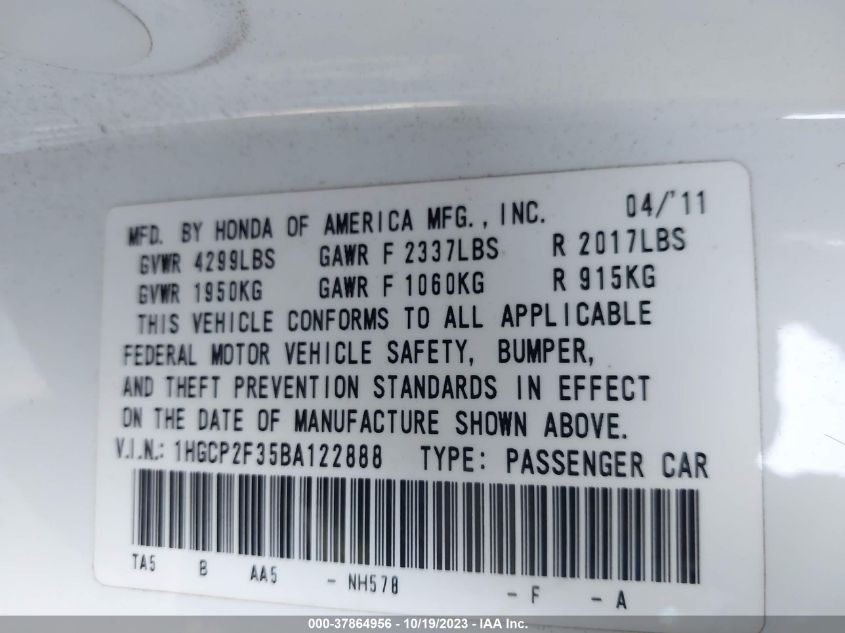 MFD. BY HONDA OF AMERICA MFG., INC. 04/'11
GVWR 4299LBS GAWR F 2337LBS R 2017LBS
GVWR 1950KG GAWR F 1060KG R 915KG
THIS VEHICLE CONFORMS TO ALL APPLICABLE
FEDERAL MOTOR VEHICLE SAFETY, BUMPER,
AND THEFT PREVENTION STANDARDS IN EFFECT
ON THE DATE OF MANUFACTURE SHOWN ABOVE.
V.I.N.: 1HGCP2F35BA122888 TYPE: PASSENGER CAR
TA5 B AA5 - NH578 - F - A
000-37864956 - 10/19/2023 - IAA Inc.